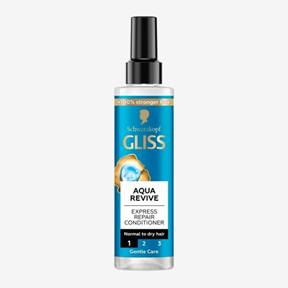 100% stronger
Schwarzkopf
GLISS
AQUA
REVIVE
EXPRESS
REPAIR
CONDITIONER
Normal to dry hair
1 2 3
Gentle Care